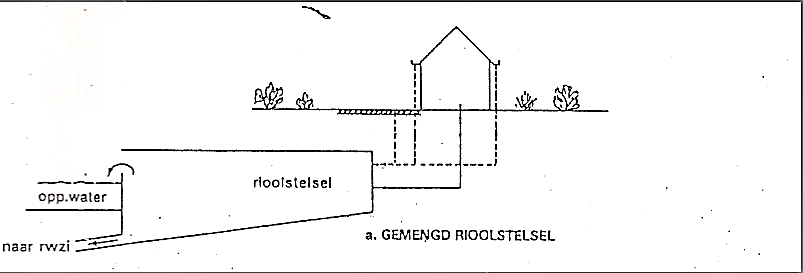 rioolstelsel
opp.water
naar rwzi
a. GEMENGD RIOOLSTELSEL